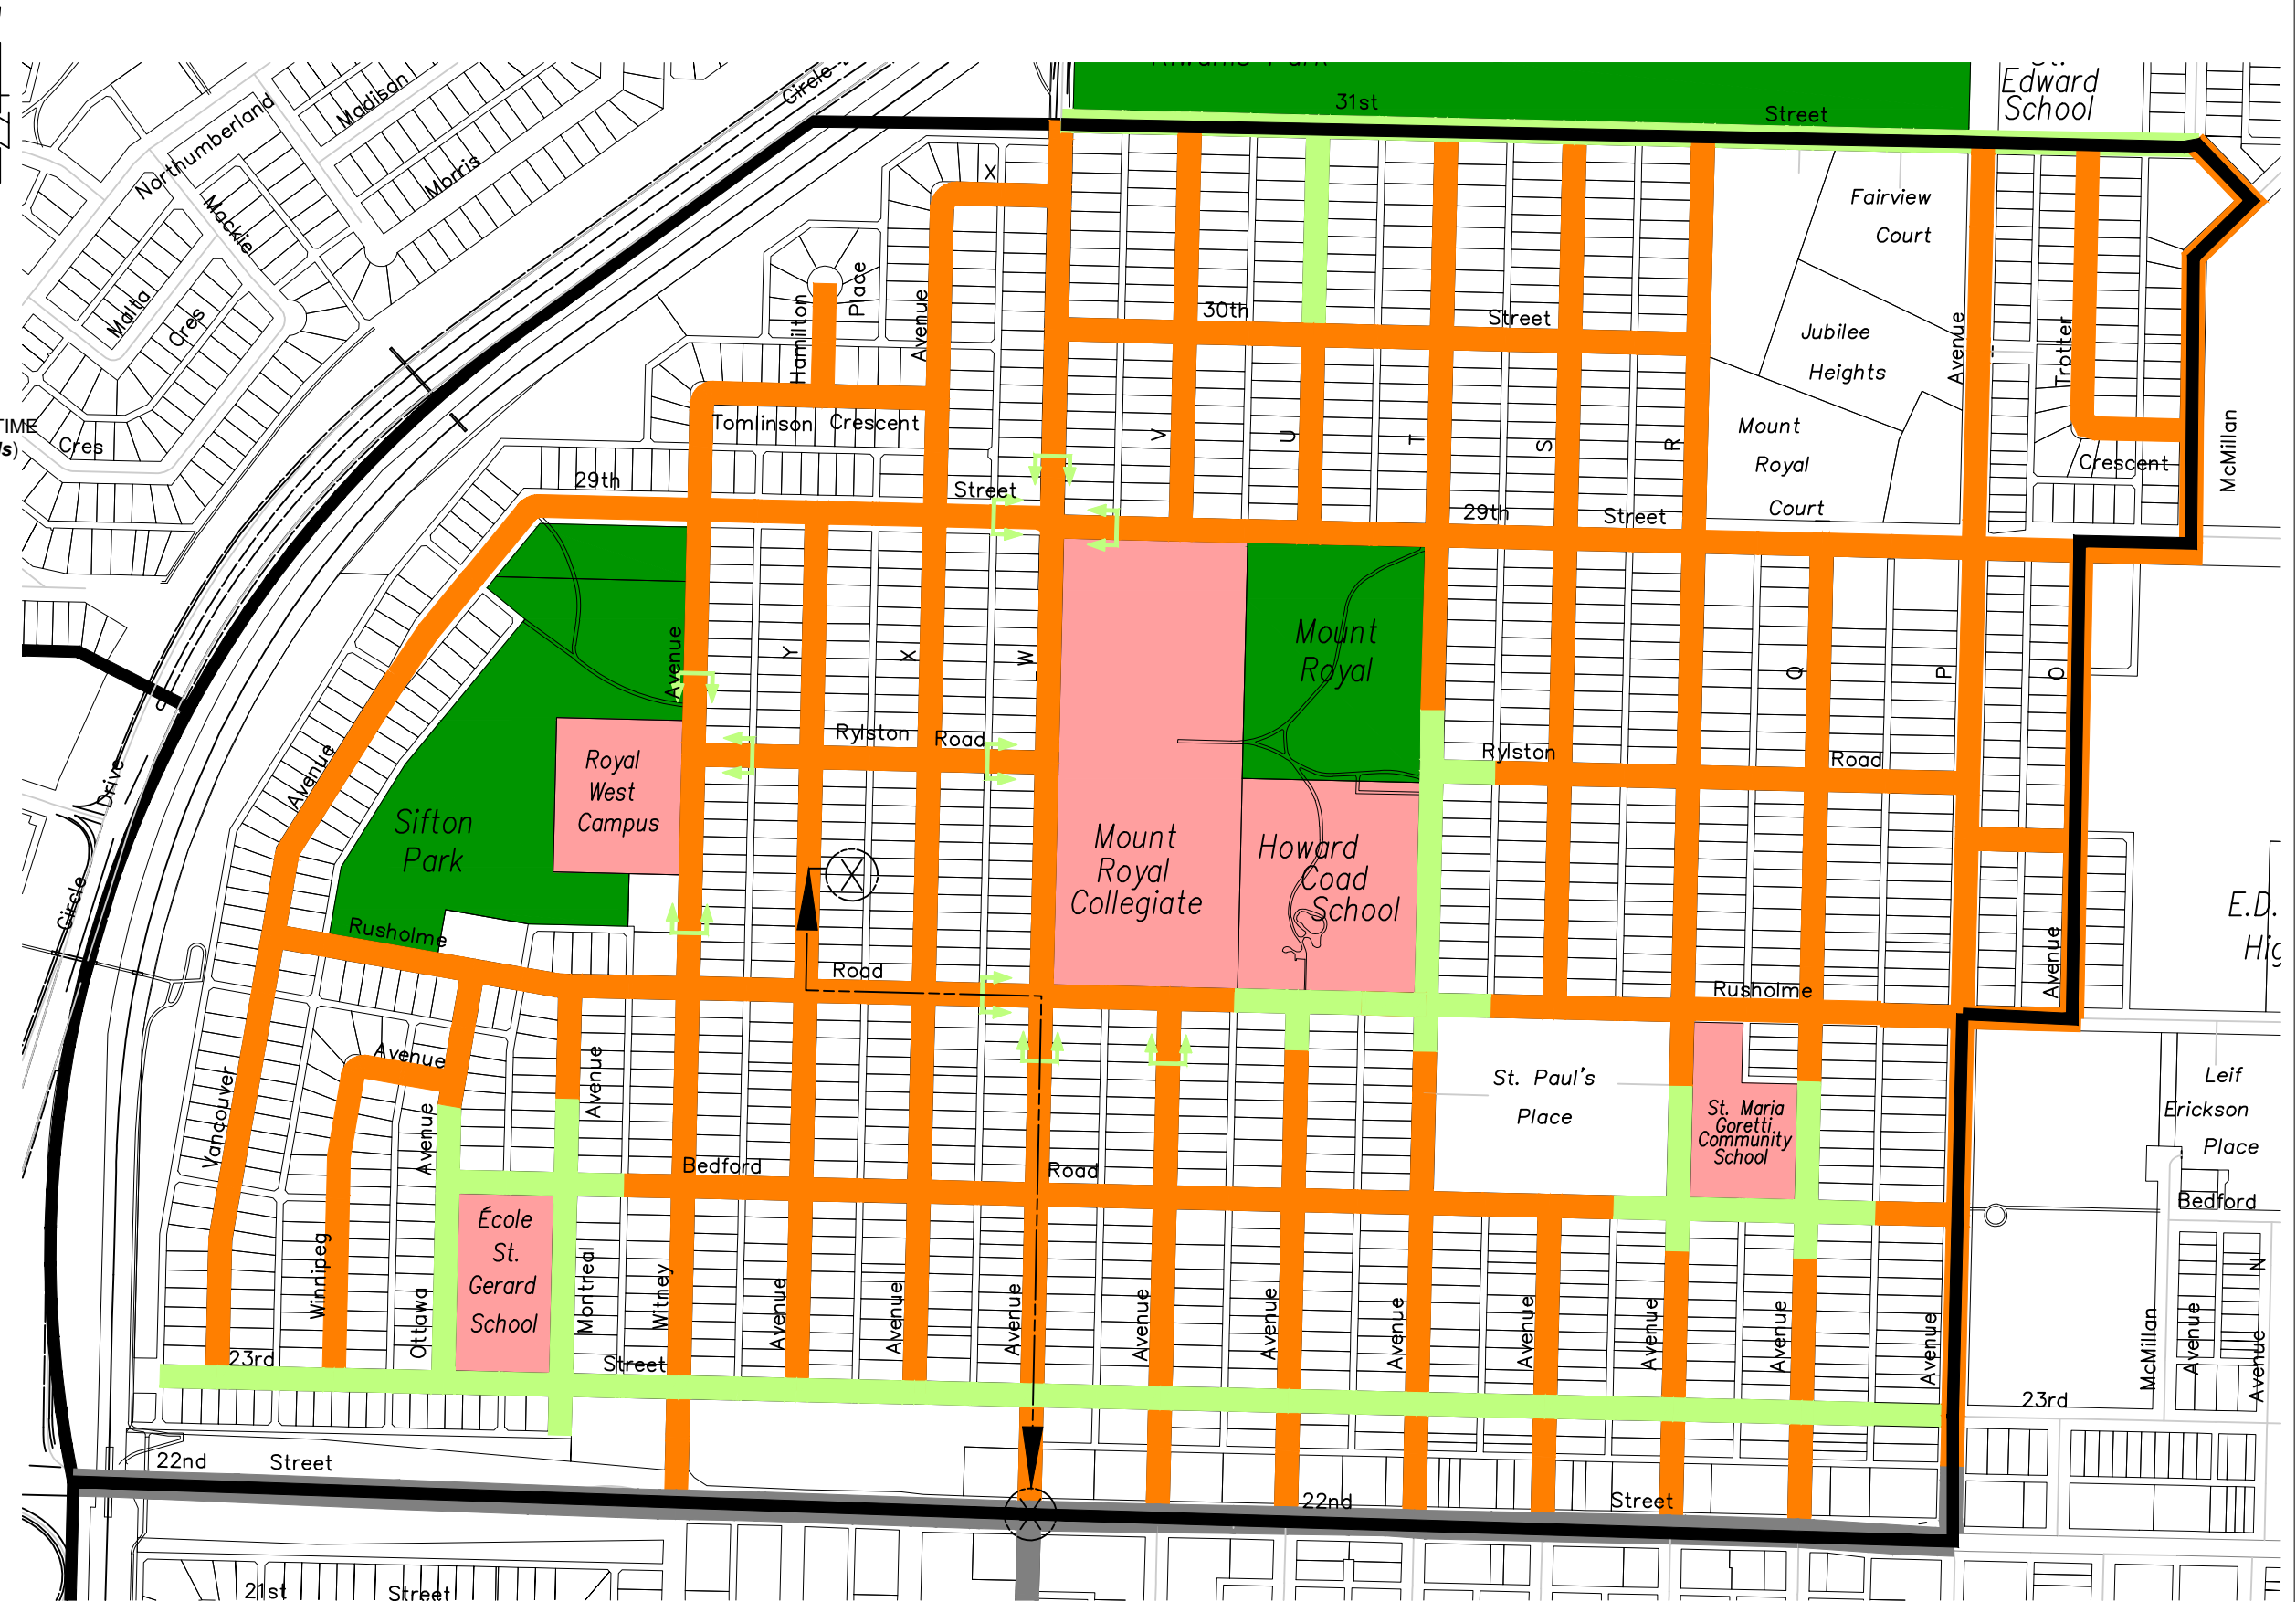 Kiwanis Park
St.
Edward
School
Circle
31st
Street
Madison
Northumberland
Morris
Mackie
X
Fairview
Court
Malta
Cres
Hamilton
Place
Avenue
30th
Street
Jubilee
Heights
Avenue
Trotter
TIME
Cres
Tomlinson Crescent
V
U
T
S
R
Mount
Royal
Court
Crescent
McMillan
29th
Street
29th
Street
Mount
Royal
Avenue
Y
X
W
Q
P
O
Rylston
Road
Rylston
Road
Royal
West
Campus
Avenue
Drive
Sifton
Park
Mount
Royal
Collegiate
Howard
Coad
School
Circle
Rusholme
Road
Rusholme
Avenue
E.D.
X
Avenue
Avenue
Vancouver
Avenue
St. Paul's
Place
St. Maria
Goretti
Community
School
Leif
Erickson
Place
Bedford
Road
Bedford
École
St.
Gerard
School
Winnipeg
Ottawa
Montreal
Witney
Avenue
Avenue
Avenue
Avenue
Avenue
Avenue
Avenue
Avenue
Avenue
Avenue
McMillan
Avenue
N
Avenue
23rd
Street
23rd
22nd
Street
22nd
Street
X
21st
Street